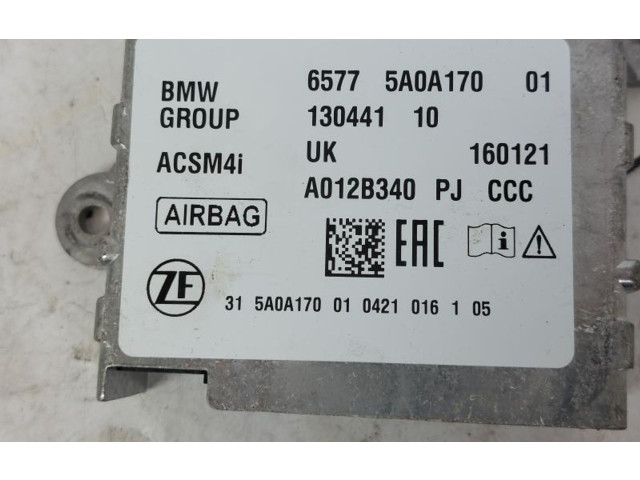 BMW GROUP 6577 5A0A170 01
130441 10
ACSM4i UK 160121
A012B340 PJ CCC
AIRBAG
EAC
ZF
31 5A0A170 01 0421 016 1 05